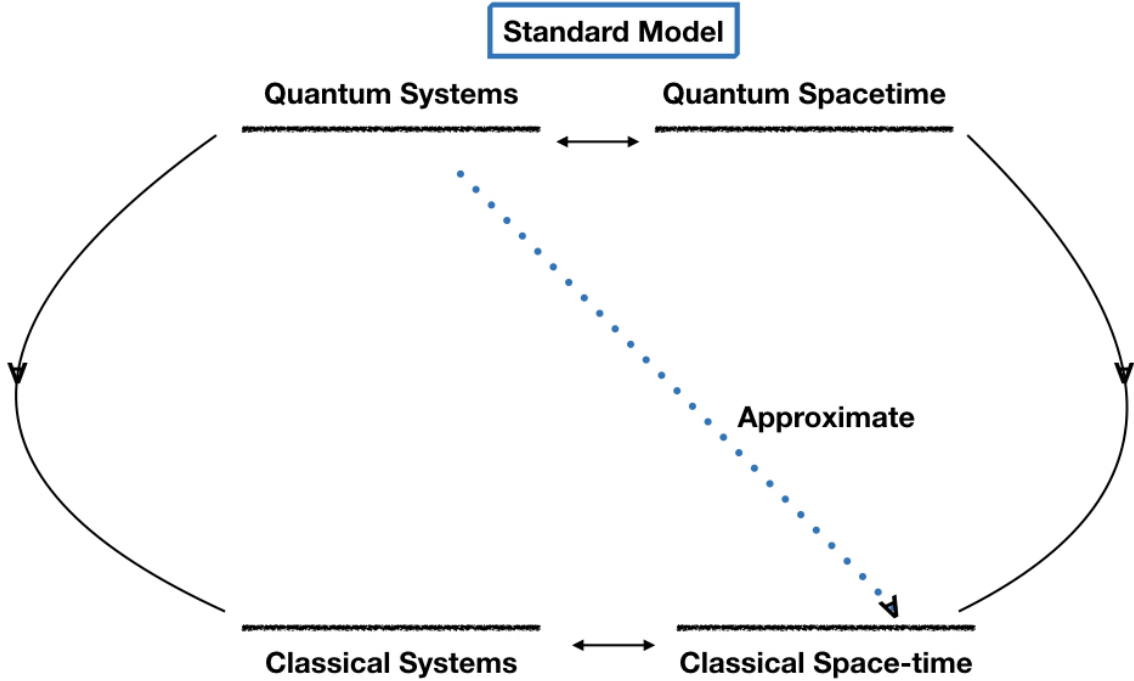 Standard Model
Quantum Systems
Quantum Spacetime
Approximate
Classical Systems
Classical Space-time